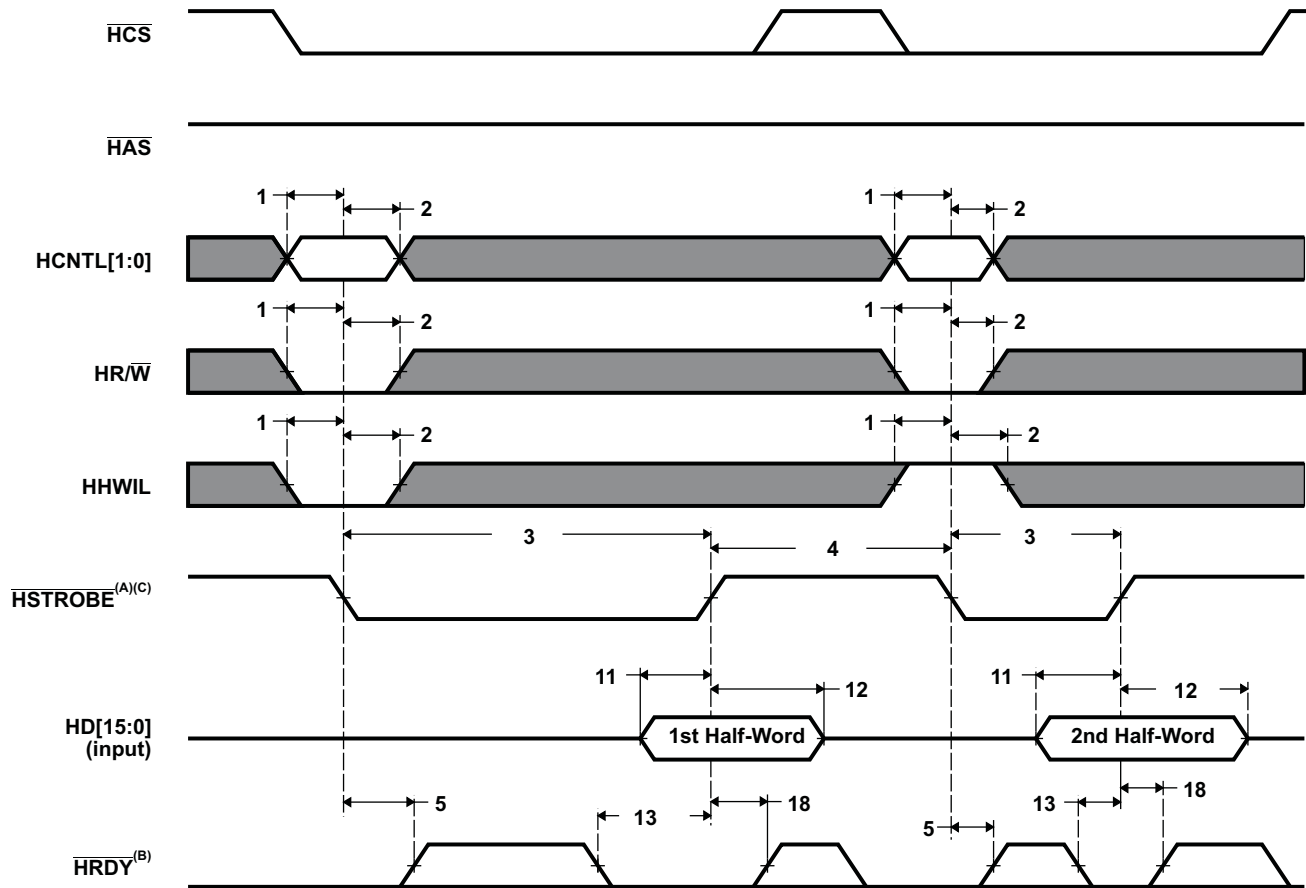 HCS
HAS
1
2
1
2
HCNTL[1:0]
1
2
1
2
HR/W
1
2
1
2
HHWIL
3
4
3
HSTROBE(A)(C)
11
12
11
12
HD[15:0]
(input)
1st Half-Word
2nd Half-Word
5
13
18
5
13
18
HRDY(B)